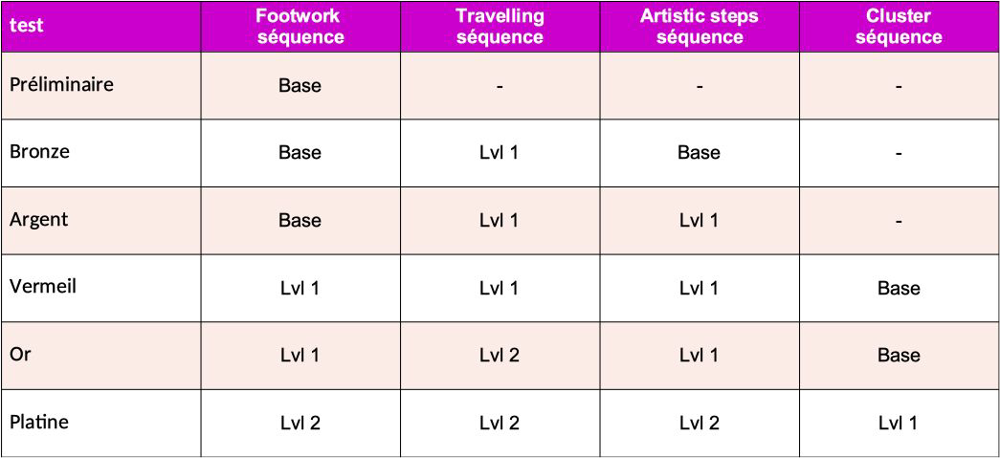 test Footwork séquence Travelling séquence Artistic steps séquence Cluster séquence
Préliminaire Base - - -
Bronze Base Lvl 1 Base -
Argent Base Lvl 1 Lvl 1 -
Vermeil Lvl 1 Lvl 1 Lvl 1 Base
Or Lvl 1 Lvl 2 Lvl 1 Base
Platine Lvl 2 Lvl 2 Lvl 2 Lvl 1